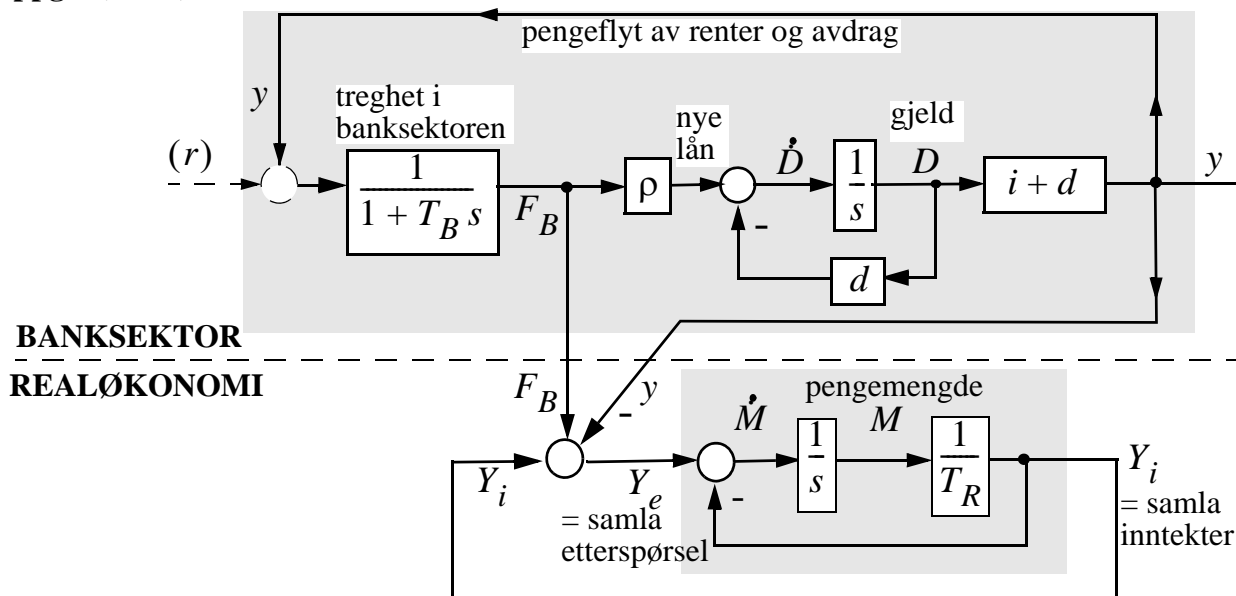 pengeflyt av renter og avdrag
y
treghet i
banksektoren
nye
lån
gjeld
(r)
1
1 + T_B s
F_B
ρ
Ḋ
1
s
D
i + d
y
-
d
BANKSEKTOR
REALØKONOMI
F_B
y
-
pengemengde
Ṁ
1
s
M
1
T_R
Y_i
Y_e
= samla
etterspørsel
-
Y_i
= samla
inntekter